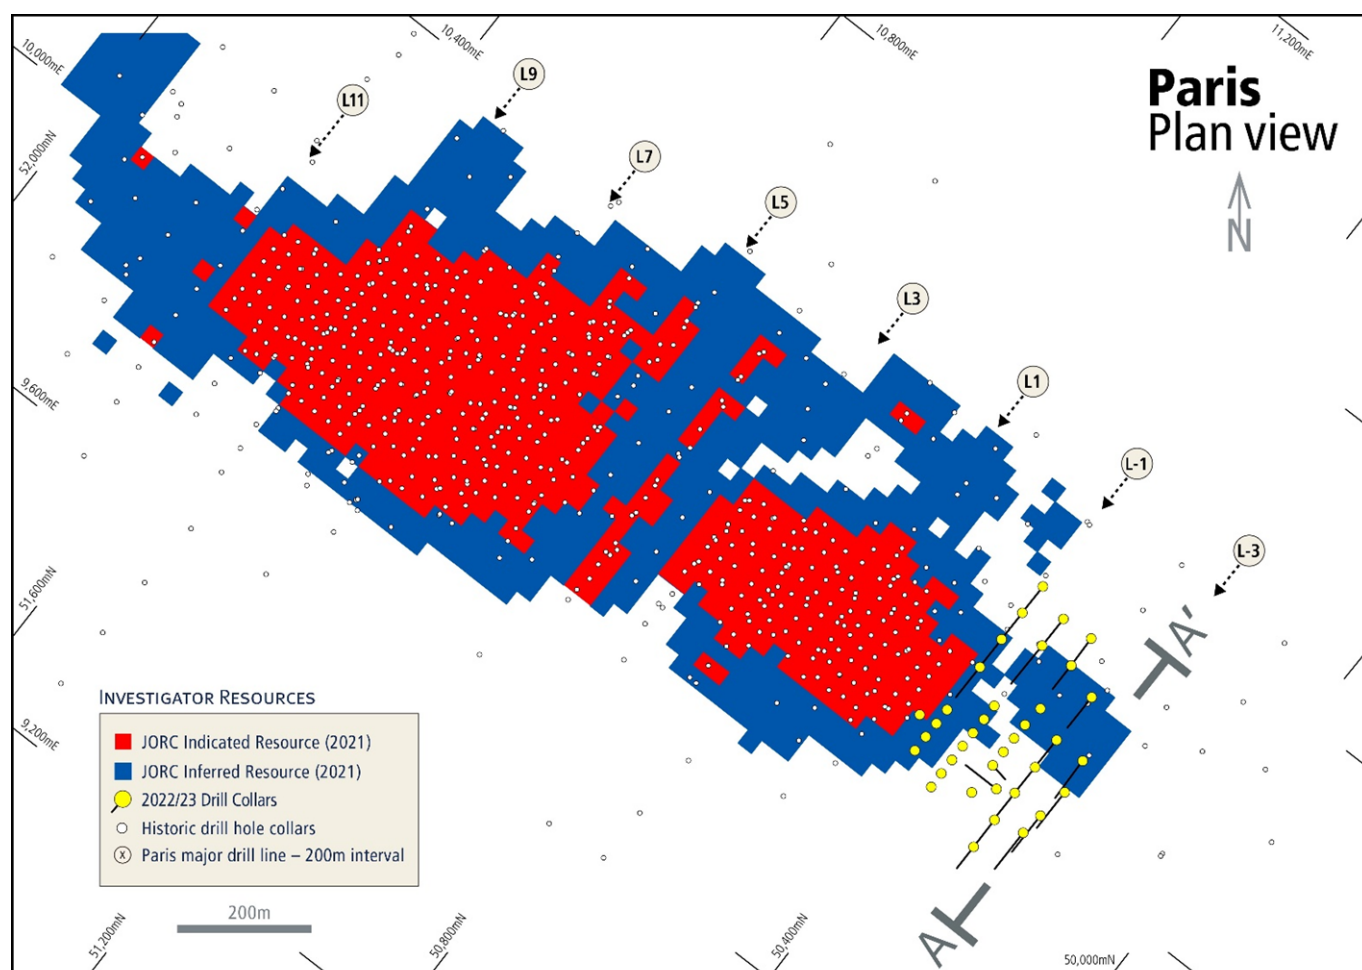 10,000mE
10,400mE
10,800mE
11,200mE
Paris
Plan view
N
L11
L9
L7
L5
L3
L1
L-1
L-3
52,000mN
9,600mE
51,600mN
9,200mE
A'
A
INVESTIGATOR RESOURCES
JORC Indicated Resource (2021)
JORC Inferred Resource (2021)
2022/23 Drill Collars
Historic drill hole collars
X Paris major drill line – 200m interval
200m
51,200mN
50,800mN
50,400mN
50,000mN